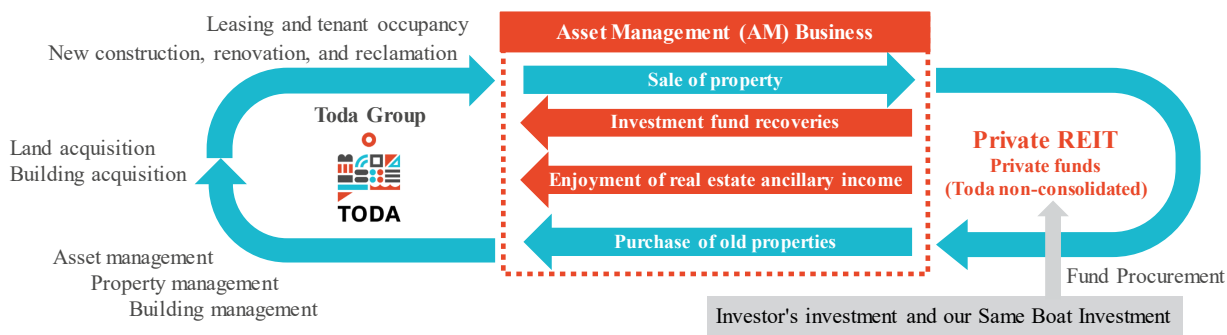 Leasing and tenant occupancy
New construction, renovation, and reclamation
Asset Management (AM) Business
Sale of property
Toda Group
Investment fund recoveries
Private REIT
Private funds
(Toda non-consolidated)
Land acquisition
Building acquisition
Enjoyment of real estate ancillary income
TODA
Purchase of old properties
Asset management
Property management
Building management
Fund Procurement
Investor's investment and our Same Boat Investment